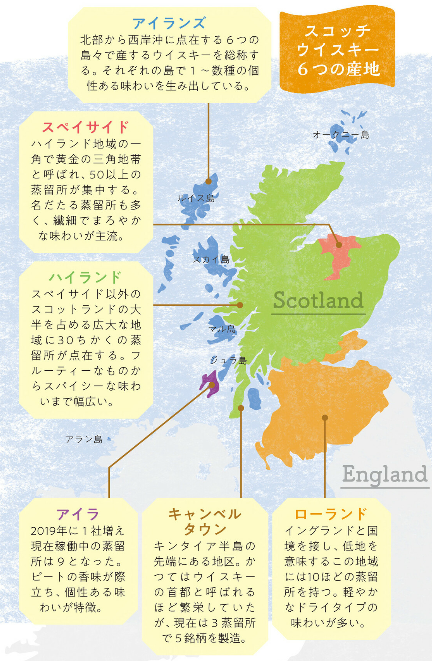 スコッチ
ウイスキー
6つの産地
アイランズ
北部から西岸沖に点在する6つの
島々で産するウイスキーを総称す
る。それぞれの島で1〜数種の個
性ある味わいを生み出している。
スペイサイド
ハイランド地域の一
角で黄金の三角地帯
と呼ばれ、50以上の
蒸留所が集中する。
名だたる蒸留所も多
く、繊細でまろやか
な味わいが主流。
ハイランド
スペイサイド以外の
スコットランドの大
半を占める広大な地
域に30ちかくの蒸
留所が点在する。フ
ルーティーなものか
らスパイシーな味わ
いまで幅広い。
オークニー島
ルイス島
スカイ島
Scotland
マル島
ジュラ島
アラン島
England
アイラ
2019年に1社増え
現在稼働中の蒸留
所は9となった。
ピートの香味が際
立ち、個性ある味
わいが特徴。
キャンベル
タウン
キンタイア半島の
先端にある地区。か
つてはウイスキー
の首都と呼ばれる
ほど繁栄していた
が、現在は3蒸留所
で5銘柄を製造。
ローランド
イングランドと国
境を接し、低地を
意味するこの地域
には10ほどの蒸留
所を持つ。軽やか
なドライタイプの
味わいが多い。